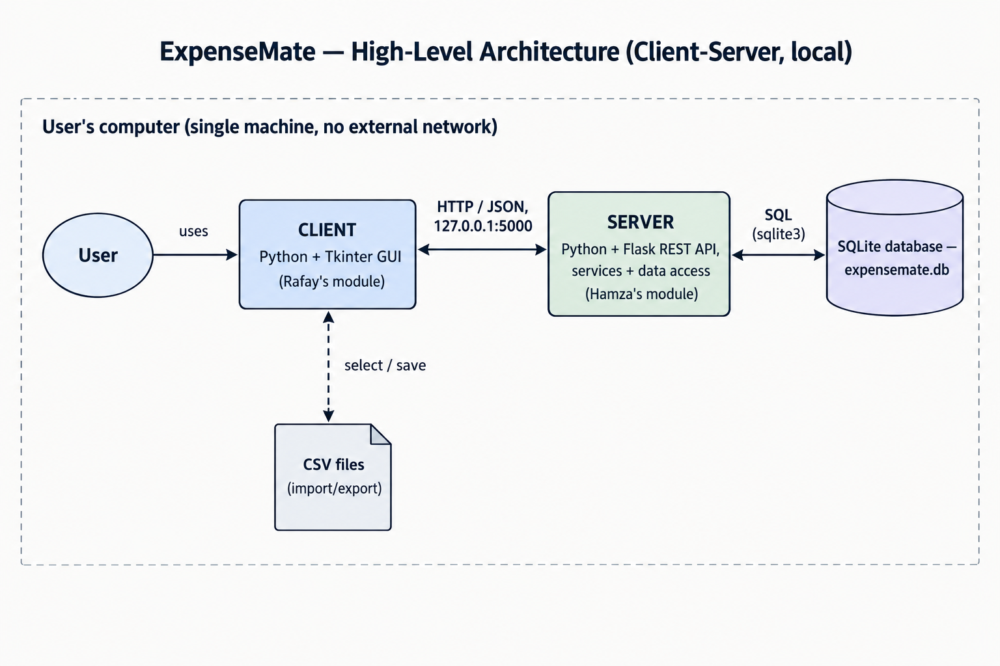 ExpenseMate — High-Level Architecture (Client-Server, local)
User's computer (single machine, no external network)
User
uses
CLIENT
Python + Tkinter GUI
(Rafay's module)
HTTP / JSON,
127.0.0.1:5000
SERVER
Python + Flask REST API,
services + data access
(Hamza's module)
SQL
(sqlite3)
SQLite database —
expensemate.db
select / save
CSV files
(import/export)